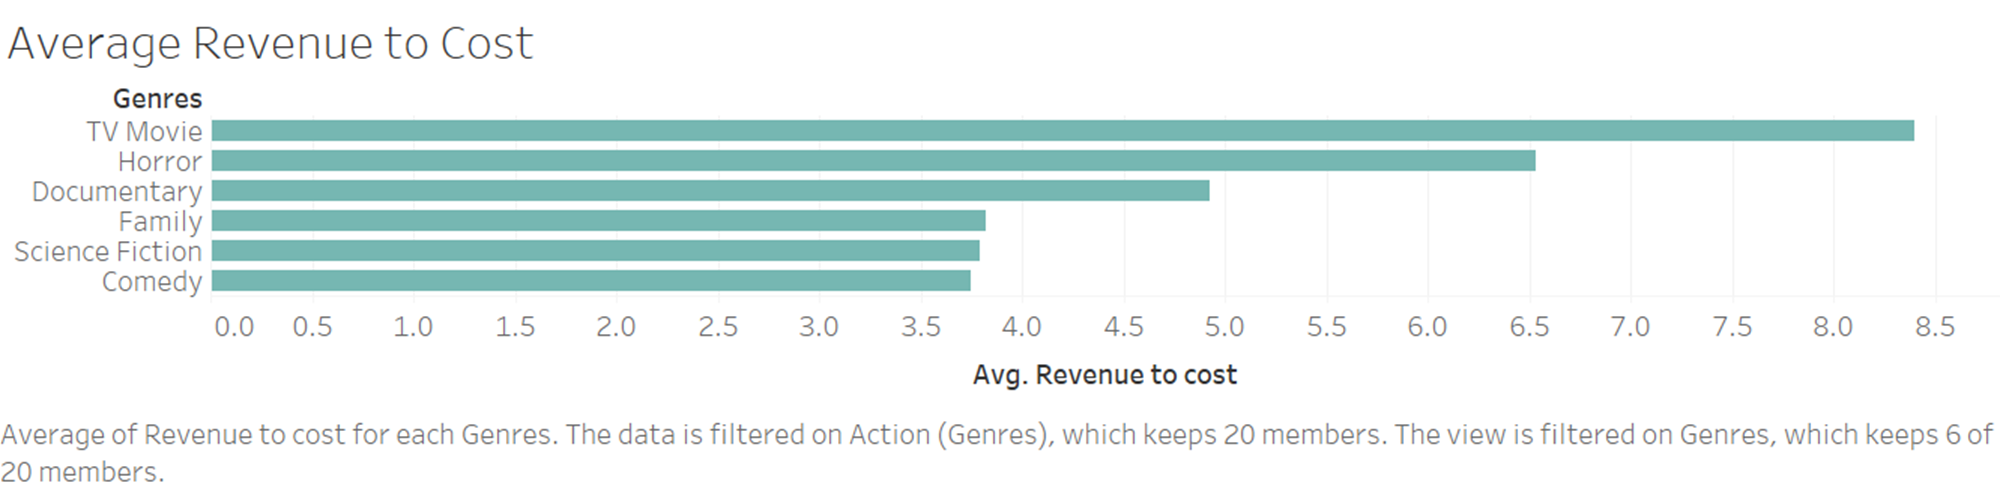 Average Revenue to Cost
Genres
TV Movie
Horror
Documentary
Family
Science Fiction
Comedy
0.0 0.5 1.0 1.5 2.0 2.5 3.0 3.5 4.0 4.5 5.0 5.5 6.0 6.5 7.0 7.5 8.0 8.5
Avg. Revenue to cost
Average of Revenue to cost for each Genres. The data is filtered on Action (Genres), which keeps 20 members. The view is filtered on Genres, which keeps 6 of
20 members.